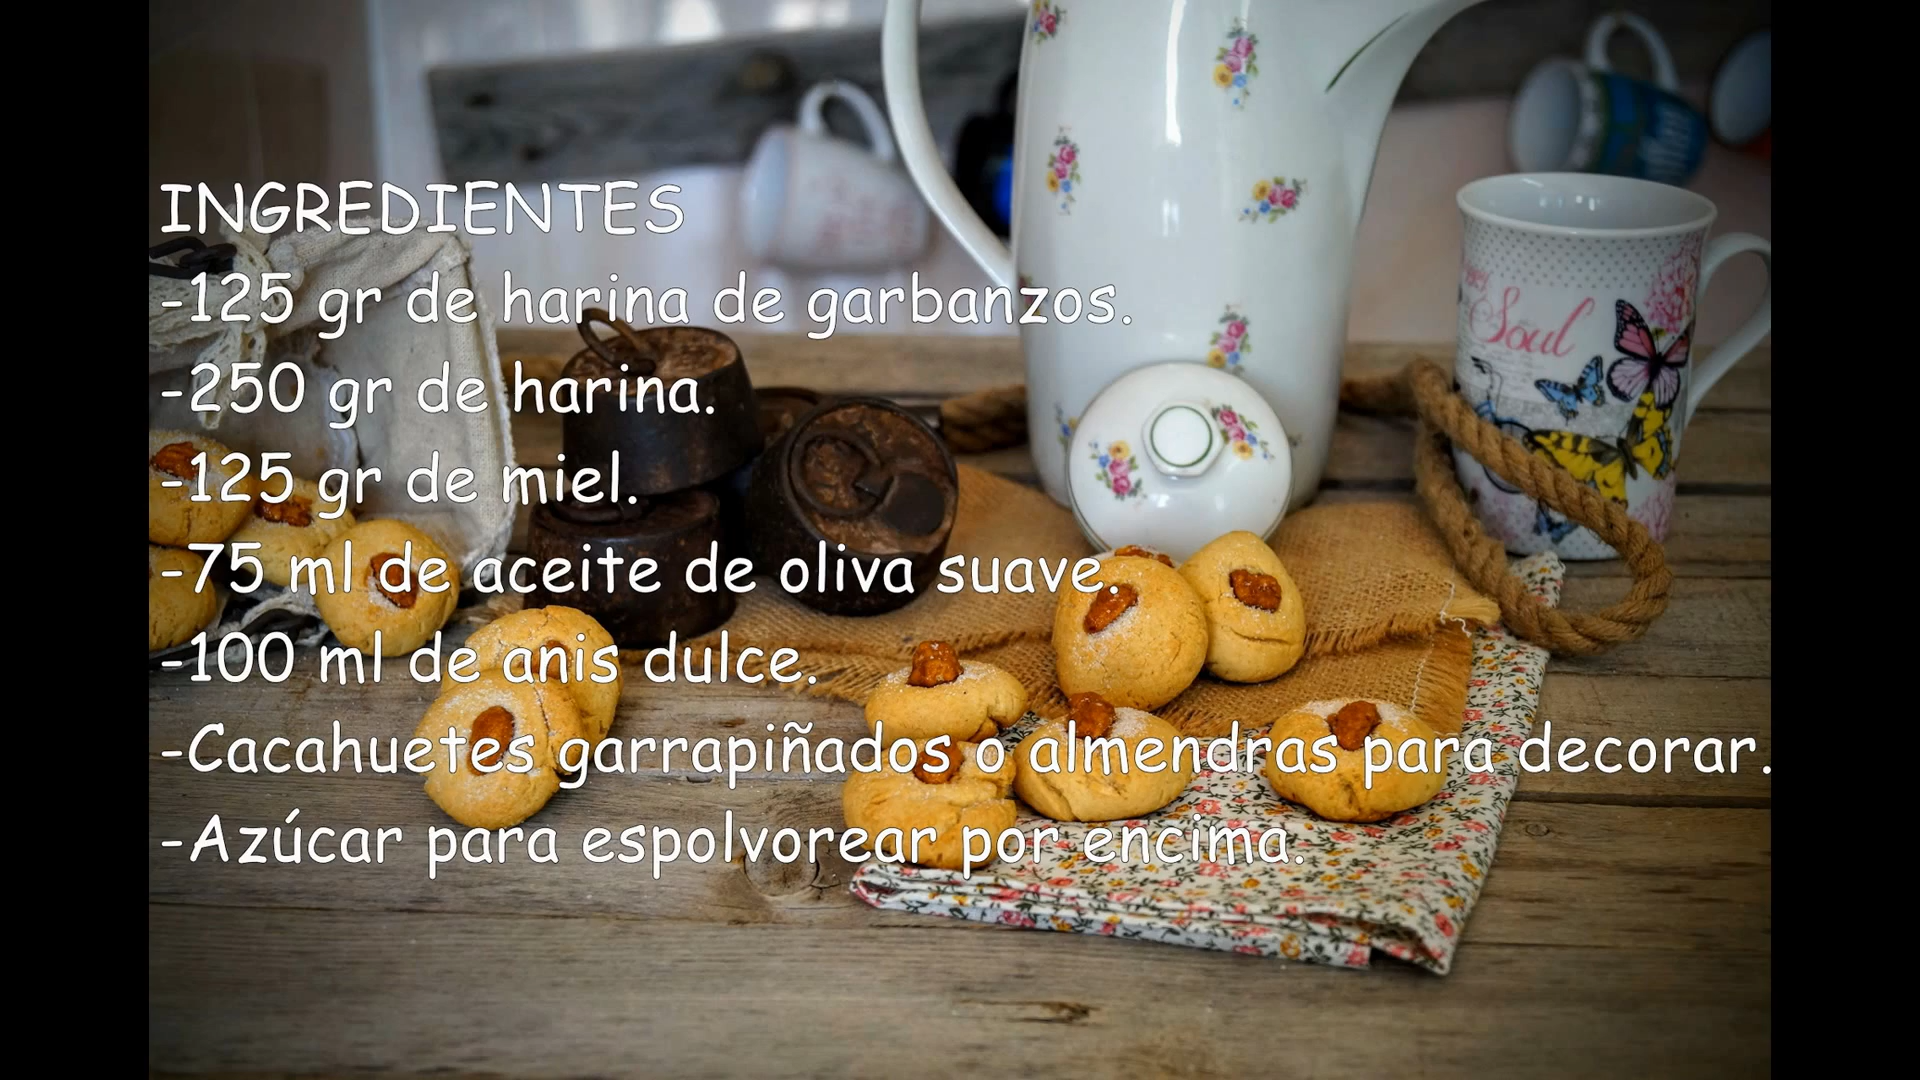 INGREDIENTES
-125 gr de harina de garbanzos.
-250 gr de harina.
-125 gr de miel.
-75 ml de aceite de oliva suave.
-100 ml de anis dulce.
-Cacahuetes garrapiñados o almendras para decorar.
-Azúcar para espolvorear por encima.
Soul